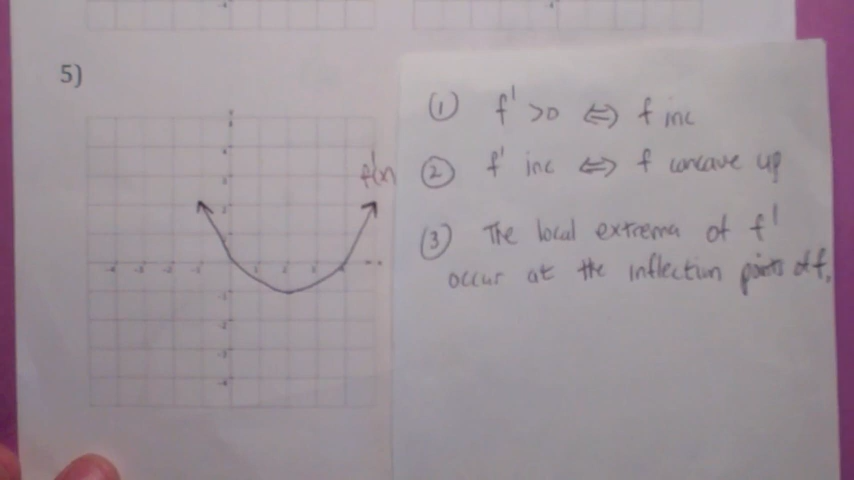 5)
f'(x)
① f' >0 ⇔ f inc
② f' inc ⇔ f concave up
③ The local extrema of f'
occur at the inflection points of f.